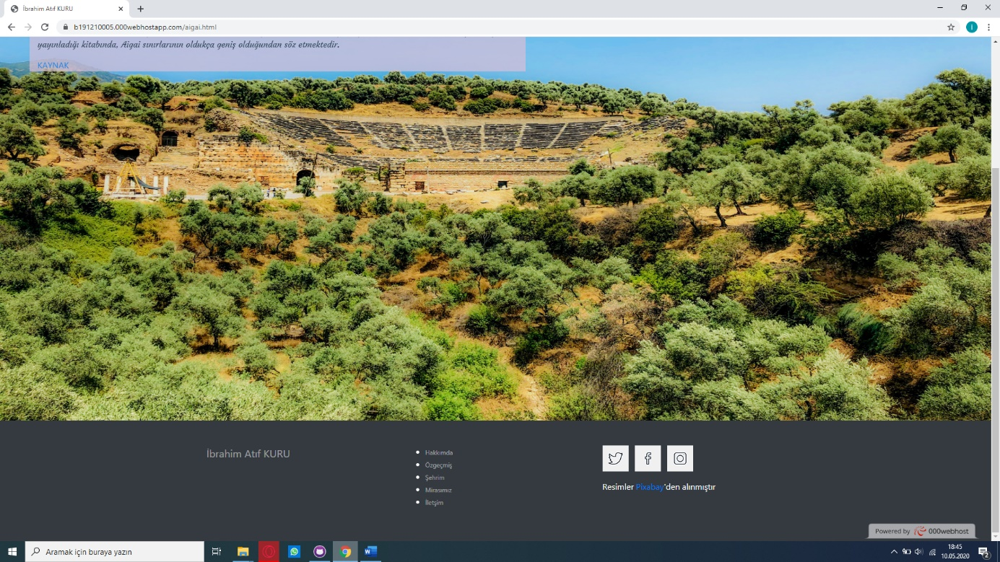 İbrahim Atıf KURU
b191210005.000webhostapp.com/aigai.html
I
yayınladığı kitabında, Aigai sınırlarının oldukça geniş olduğundan söz etmektedir.
KAYNAK
İbrahim Atıf KURU
Hakkımda
Özgeçmiş
Şehrim
Mirasımız
İletşim
Resimler Pixabay'den alınmıştır
Powered by 000webhost
Aramak için buraya yazın
18:45
10.05.2020
2